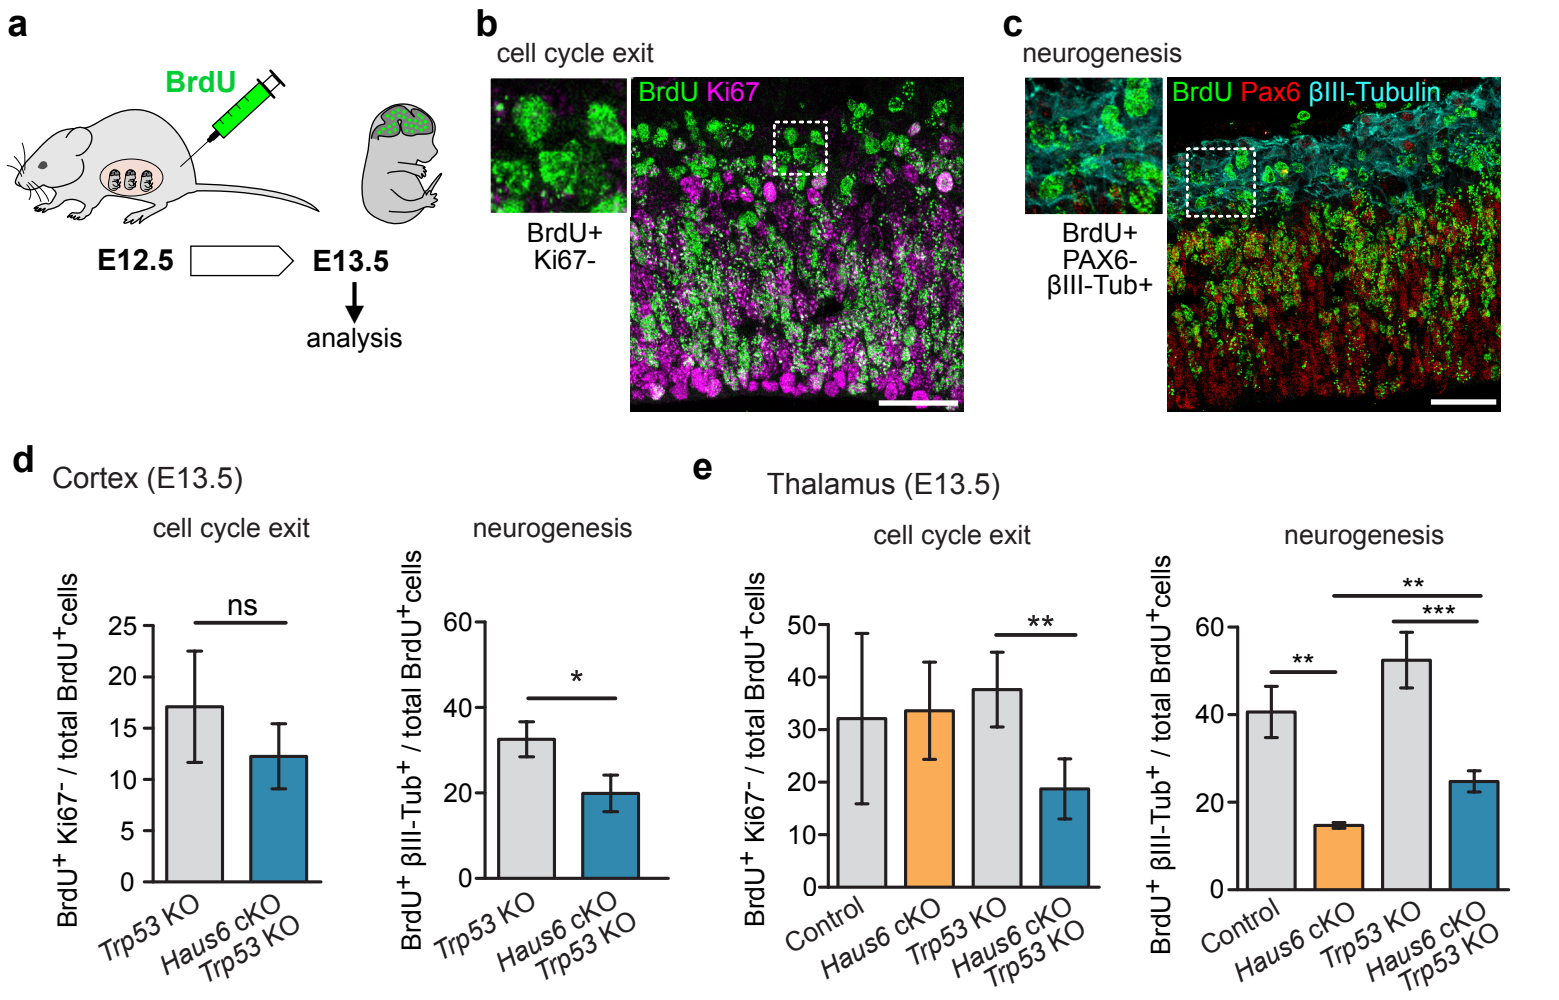 a
BrdU
E12.5
E13.5
analysis
b
cell cycle exit
BrdU Ki67
BrdU+
Ki67-
c
neurogenesis
BrdU Pax6 βIII-Tubulin
BrdU+
PAX6-
βIII-Tub+
d
Cortex (E13.5)
cell cycle exit
BrdU⁺ Ki67⁻ / total BrdU⁺cells
25
20
15
10
5
0
ns
Trp53 KO
Haus6 cKO
Trp53 KO
neurogenesis
BrdU⁺ βIII-Tub⁺ / total BrdU⁺cells
60
40
20
0
*
Trp53 KO
Haus6 cKO
Trp53 KO
e
Thalamus (E13.5)
cell cycle exit
BrdU⁺ Ki67⁻ / total BrdU⁺cells
50
40
30
20
10
0
**
Control
Haus6 cKO
Trp53 KO
Haus6 cKO
Trp53 KO
neurogenesis
BrdU⁺ βIII-Tub⁺ / total BrdU⁺cells
60
40
20
0
**
***
**
Control
Haus6 cKO
Trp53 KO
Haus6 cKO
Trp53 KO